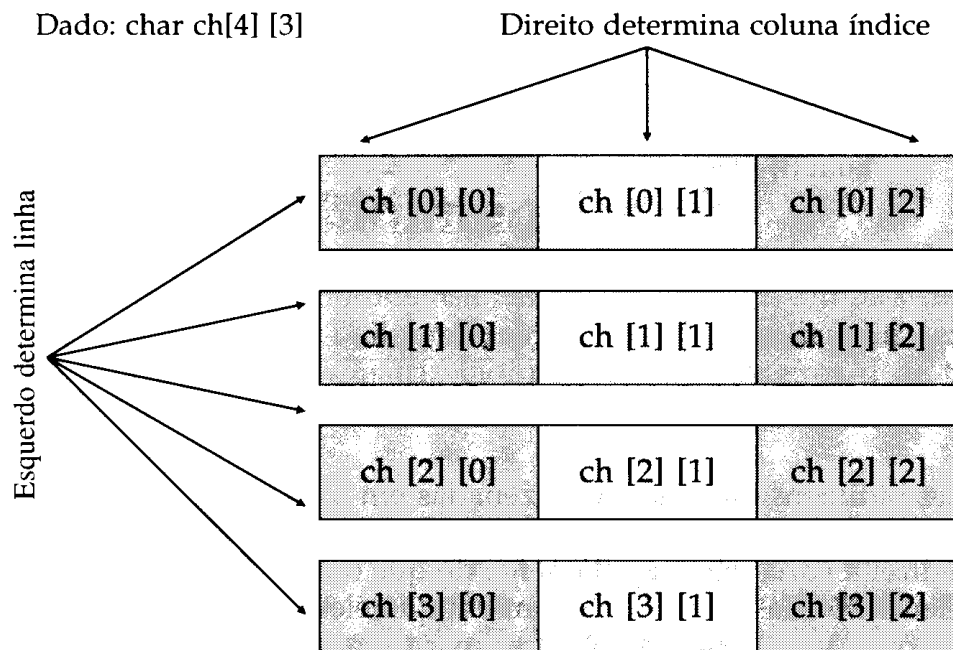 Dado: char ch[4] [3]
Direito determina coluna índice
Esquerdo determina linha
ch [0] [0] ch [0] [1] ch [0] [2]
ch [1] [0] ch [1] [1] ch [1] [2]
ch [2] [0] ch [2] [1] ch [2] [2]
ch [3] [0] ch [3] [1] ch [3] [2]